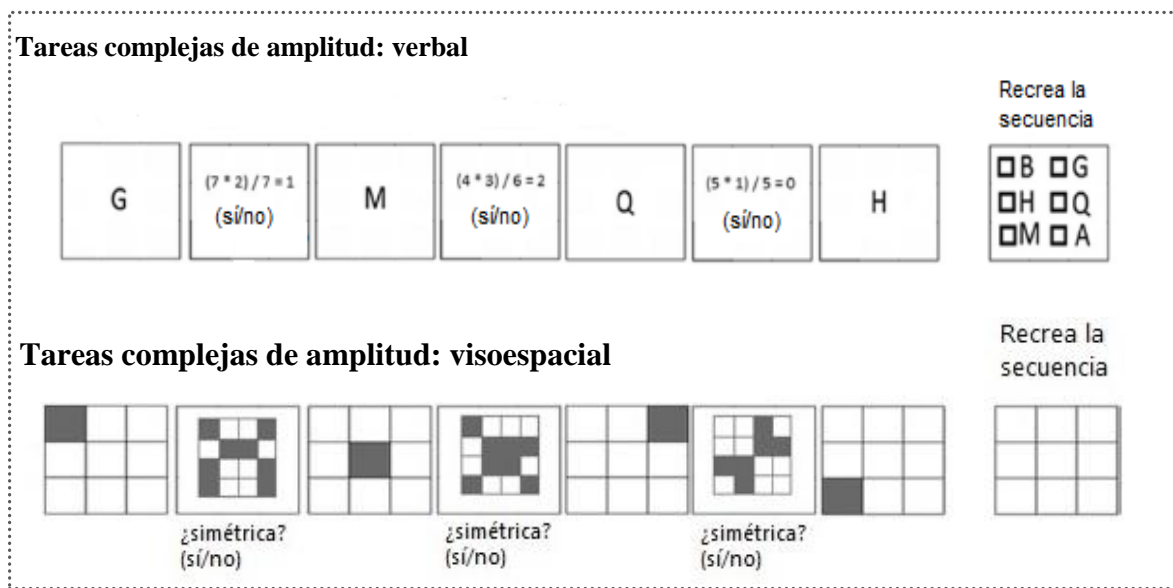 Tareas complejas de amplitud: verbal
Recrea la
secuencia
G
(7 * 2) / 7 = 1
(sí/no)
M
(4 * 3) / 6 = 2
(sí/no)
Q
(5 * 1) / 5 = 0
(sí/no)
H
B G
H Q
M A
Tareas complejas de amplitud: visoespacial
Recrea la
secuencia
¿simétrica?
(sí/no)
¿simétrica?
(sí/no)
¿simétrica?
(sí/no)